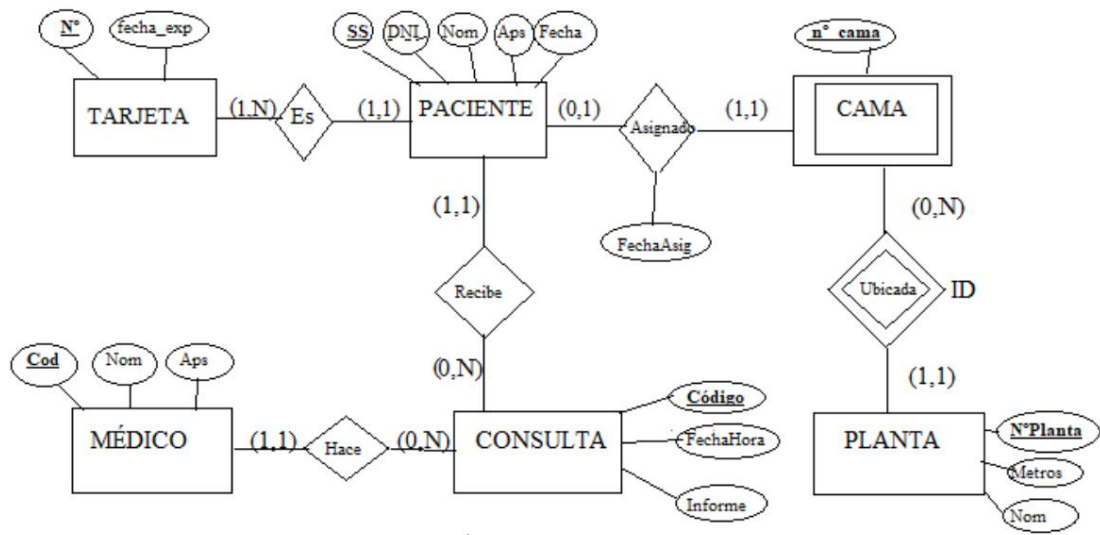 Nº
fecha_exp
SS
DNI
Nom
Aps
Fecha
n° cama
TARJETA
(1,N)
Es
(1,1)
PACIENTE
(0,1)
Asignado
(1,1)
CAMA
(1,1)
FechaAsig
(0,N)
Recibe
Ubicada
ID
Cod
Nom
Aps
(0,N)
(1,1)
MÉDICO
(1,1)
Hace
(0,N)
CONSULTA
Código
FechaHora
Informe
PLANTA
NºPlanta
Metros
Nom